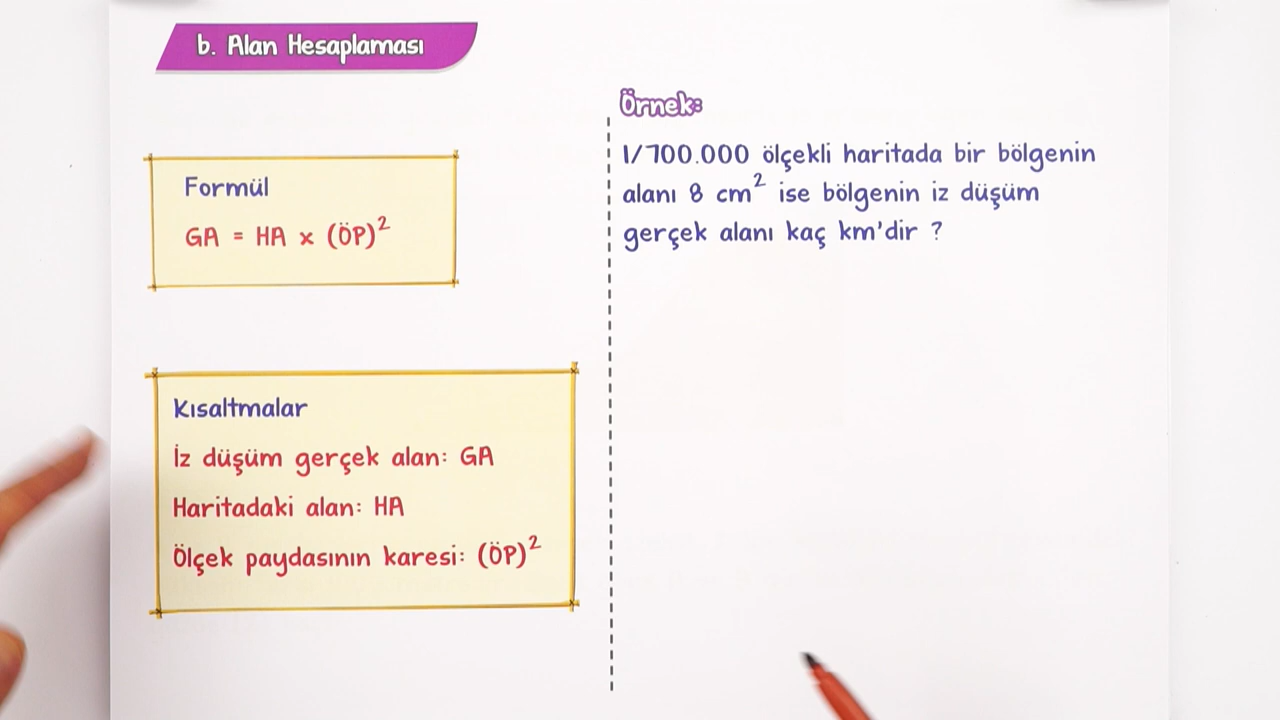 b. Alan Hesaplaması
Formül
GA = HA x (ÖP)²
Kısaltmalar
İz düşüm gerçek alan: GA
Haritadaki alan: HA
Ölçek paydasının karesi: (ÖP)²
Örnek:
1/700.000 ölçekli haritada bir bölgenin
alanı 8 cm² ise bölgenin iz düşüm
gerçek alanı kaç km'dir ?